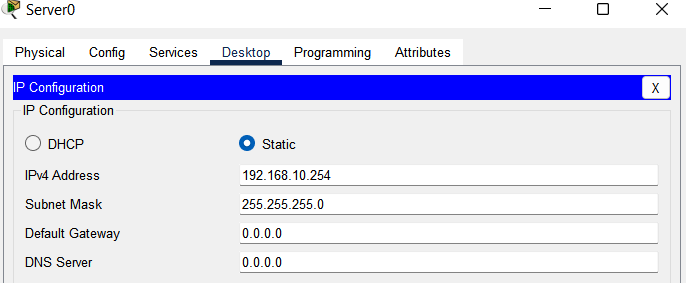 Server0
Physical Config Services Desktop Programming Attributes
IP Configuration X
IP Configuration
DHCP Static
IPv4 Address 192.168.10.254
Subnet Mask 255.255.255.0
Default Gateway 0.0.0.0
DNS Server 0.0.0.0